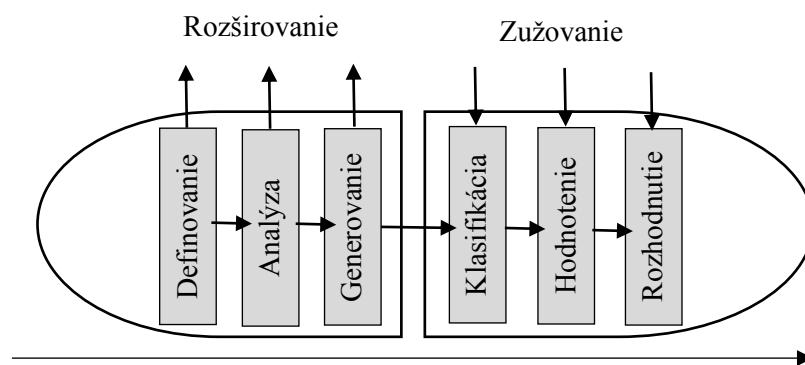 Rozširovanie
Zužovanie
Definovanie
Analýza
Generovanie
Klasifikácia
Hodnotenie
Rozhodnutie